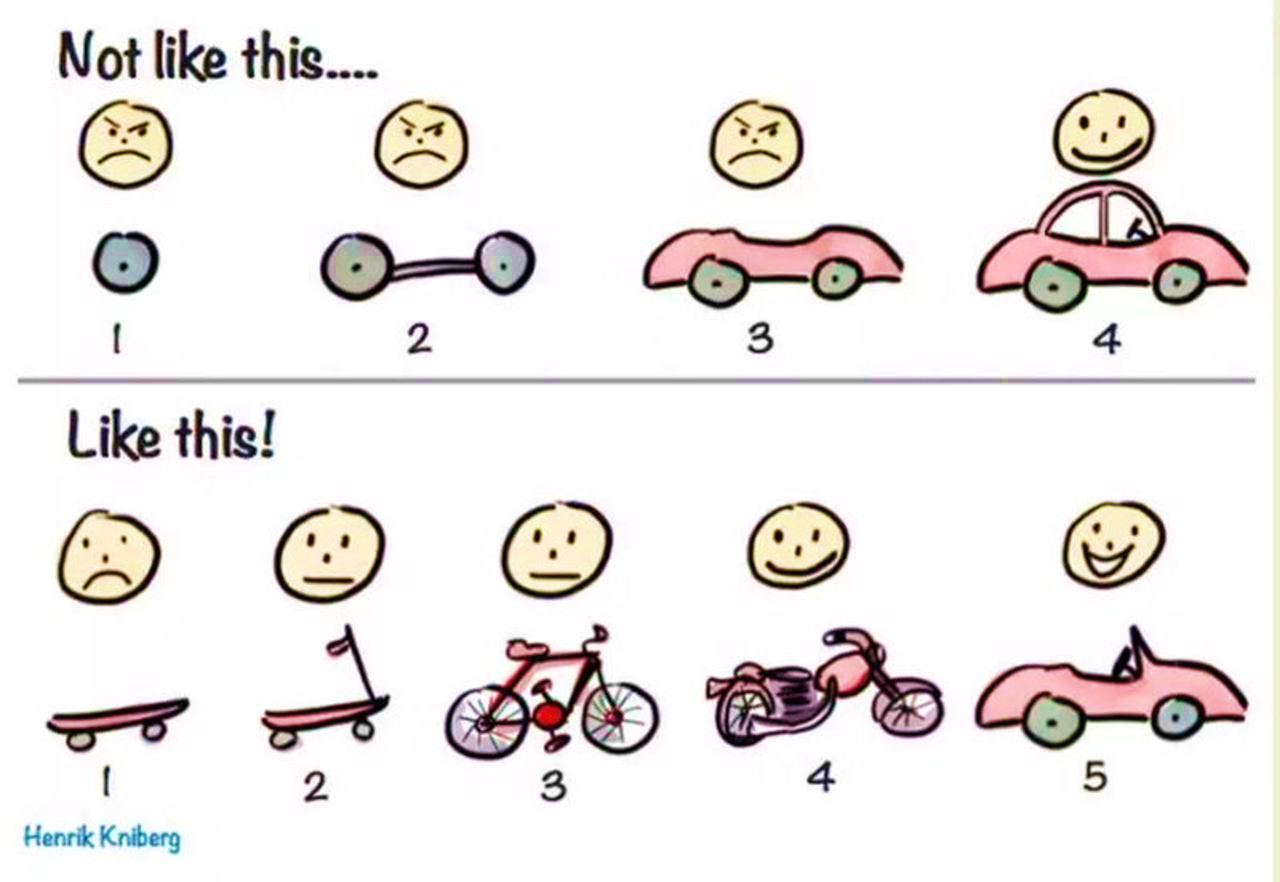 Not like this....
1 2 3 4
Like this!
1 2 3 4 5
Henrik Kniberg